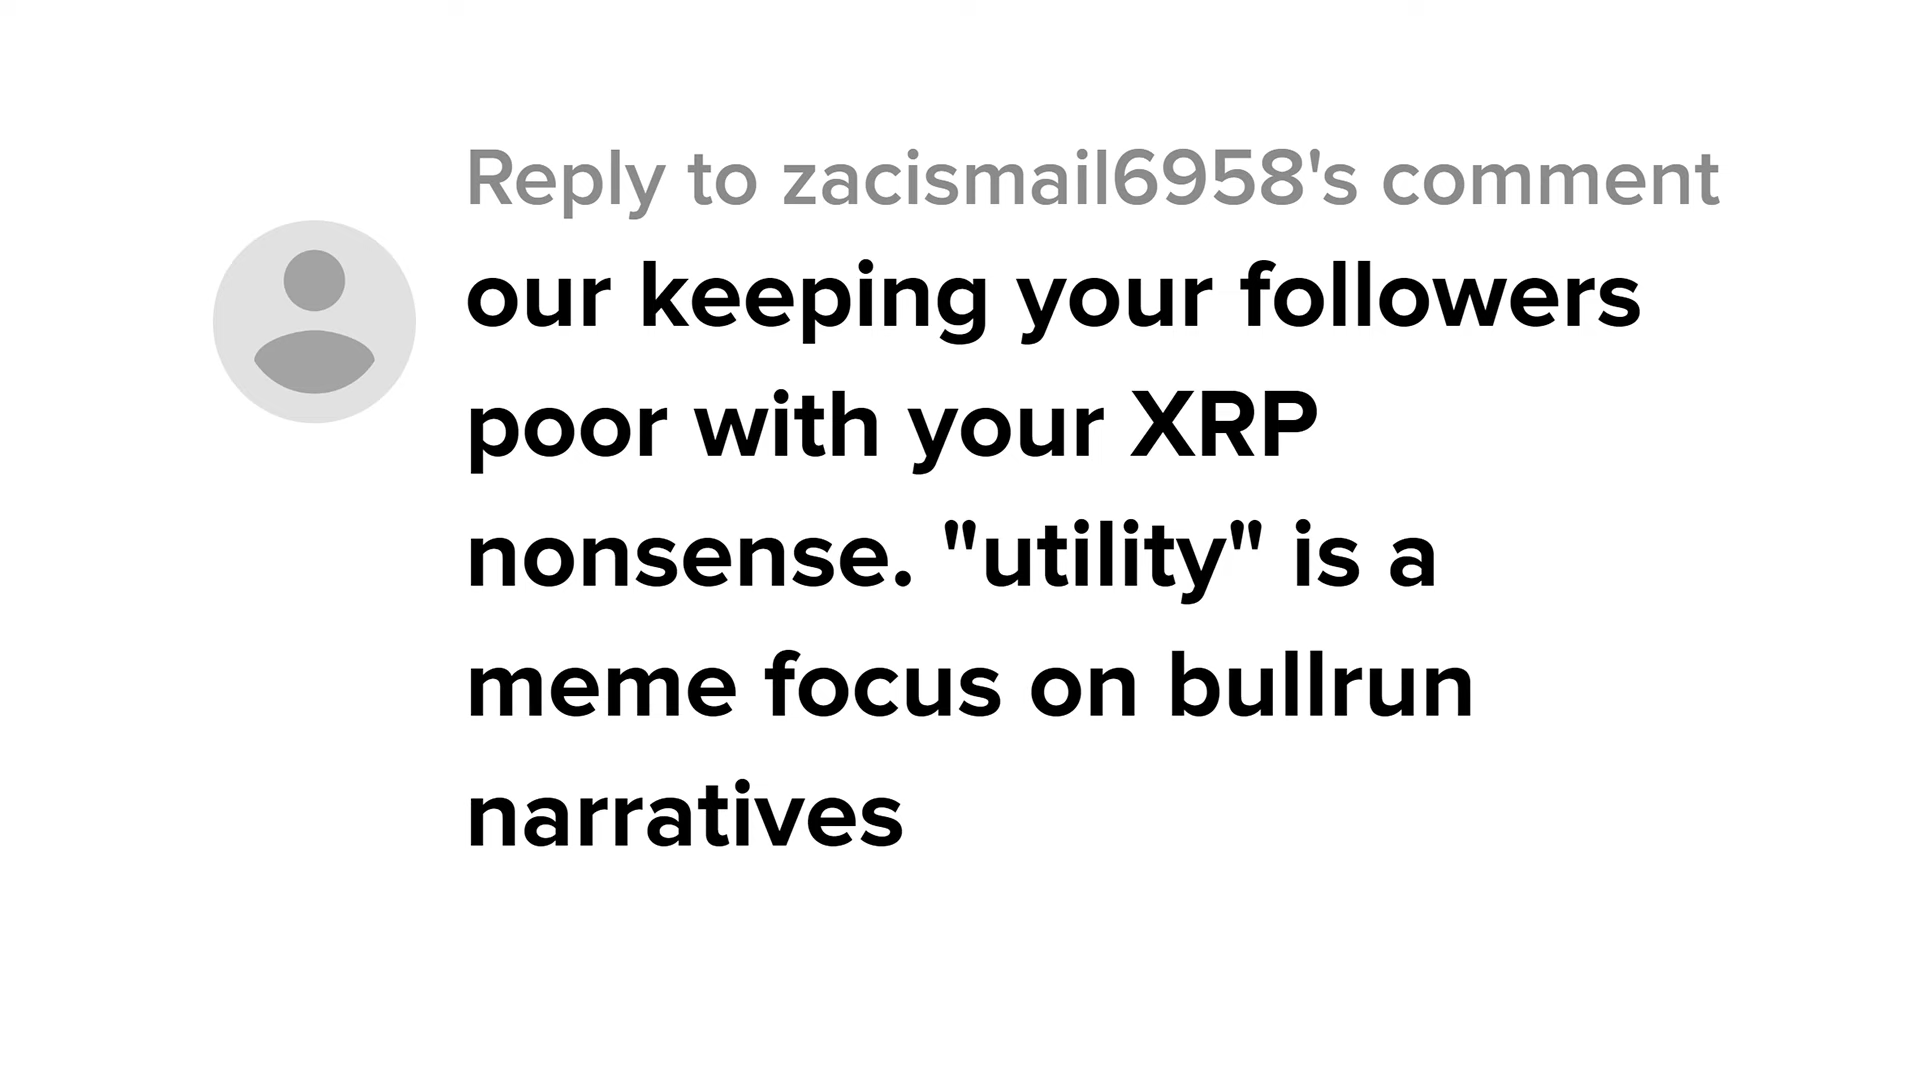 Reply to zacismail6958's comment
our keeping your followers
poor with your XRP
nonsense. "utility" is a
meme focus on bullrun
narratives